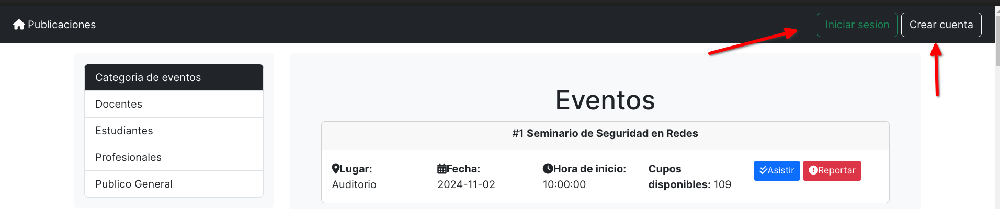 Publicaciones
Iniciar sesion
Crear cuenta
Categoria de eventos
Docentes
Estudiantes
Profesionales
Publico General
Eventos
#1 Seminario de Seguridad en Redes
Lugar:
Auditorio
Fecha:
2024-11-02
Hora de inicio:
10:00:00
Cupos
disponibles: 109
Asistir
Reportar